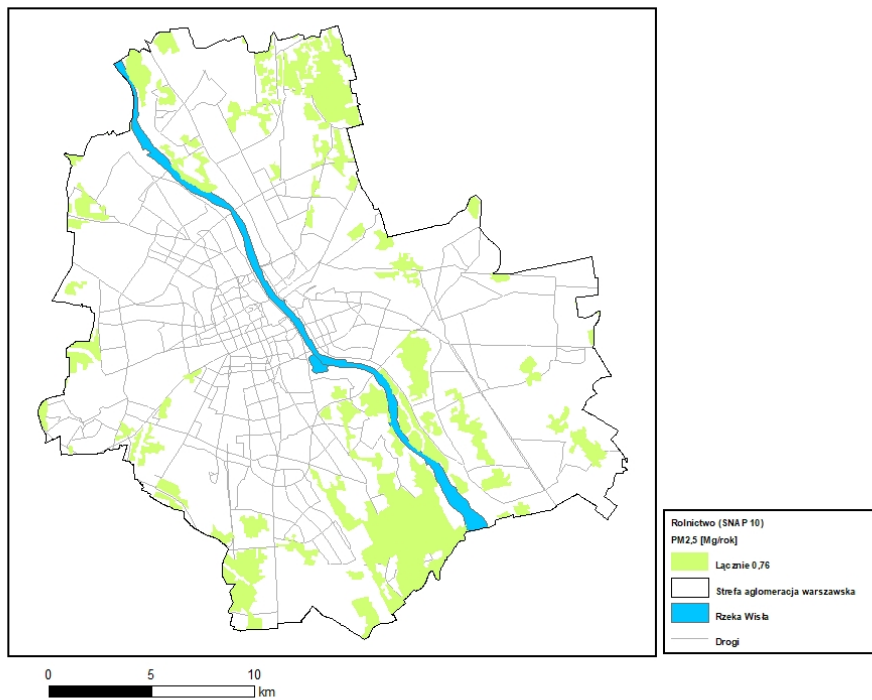 Rolnictwo (SNAP 10)
PM2,5 [Mg/rok]
Łącznie 0,76
Strefa aglomeracja warszawska
Rzeka Wisła
Drogi
0 5 10
km